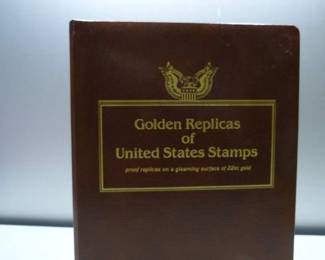 Golden Replicas
of
United States Stamps
proof replicas on a gleaming surface of 22kt gold